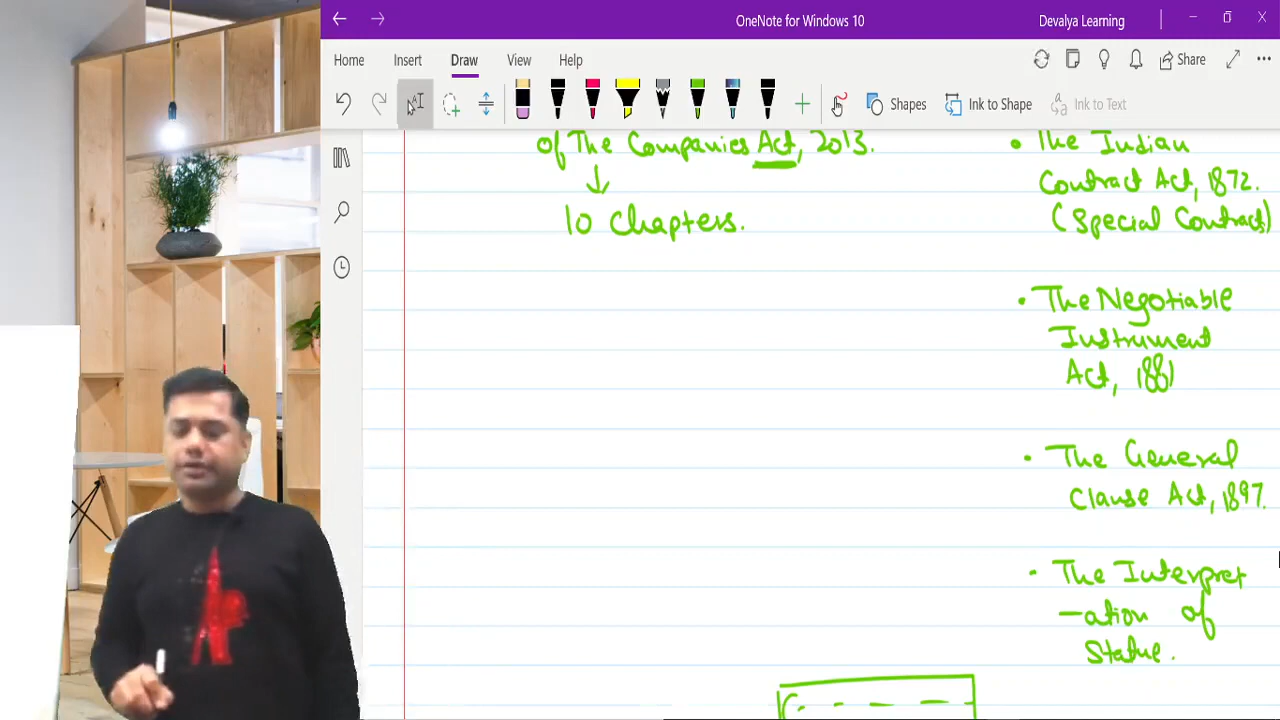 OneNote for Windows 10
Devalya Learning
Home
Insert
Draw
View
Help
Share
Shapes
Ink to Shape
Ink to Text
of The Companies Act, 2013.
10 Chapters.
• The Indian
Contract Act, 1872.
(Special Contract)
• The Negotiable
Instrument
Act, 1881
• The General
Clause Act, 1897.
• The Interpret
-ation of
Statue.